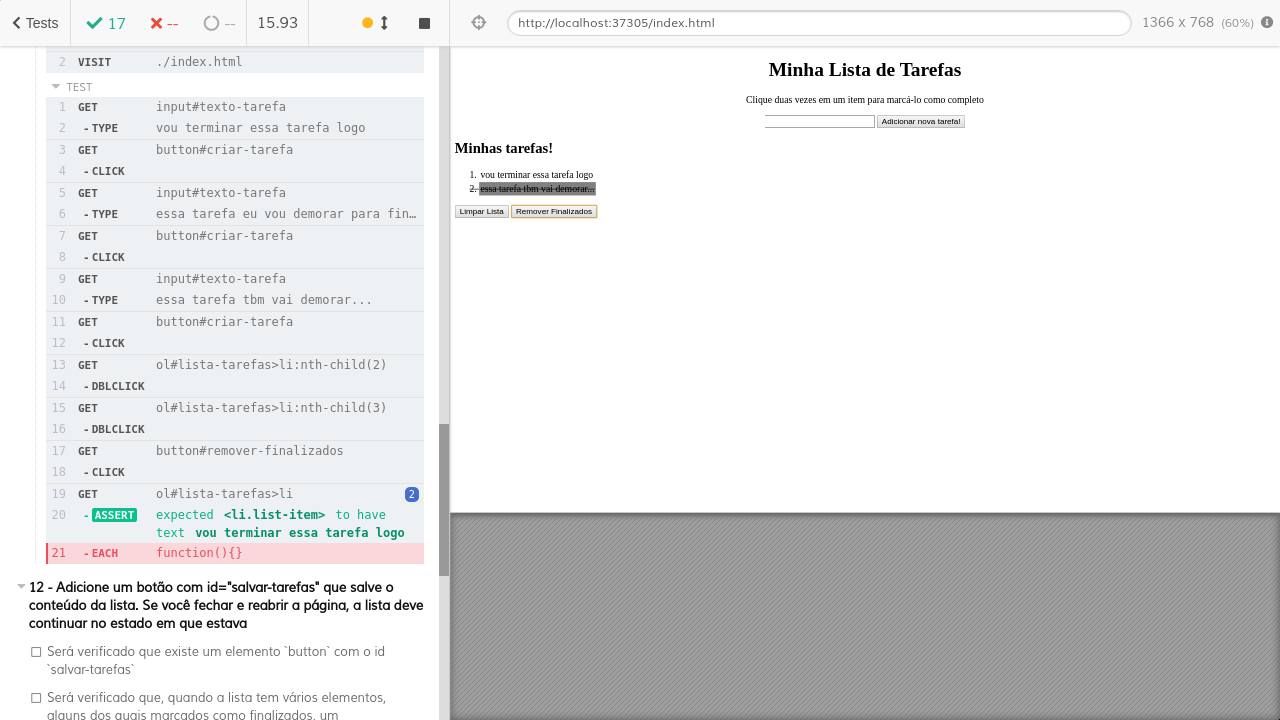 Tests
17
--
--
15.93
http://localhost:37305/index.html
1366 x 768 (60%)
2 VISIT ./index.html
TEST
1 GET input#texto-tarefa
2 - TYPE vou terminar essa tarefa logo
3 GET button#criar-tarefa
4 - CLICK
5 GET input#texto-tarefa
6 - TYPE essa tarefa eu vou demorar para fin…
7 GET button#criar-tarefa
8 - CLICK
9 GET input#texto-tarefa
10 - TYPE essa tarefa tbm vai demorar...
11 GET button#criar-tarefa
12 - CLICK
13 GET ol#lista-tarefas>li:nth-child(2)
14 - DBLCLICK
15 GET ol#lista-tarefas>li:nth-child(3)
16 - DBLCLICK
17 GET button#remover-finalizados
18 - CLICK
19 GET ol#lista-tarefas>li 2
20 - ASSERT expected <li.list-item> to have
text vou terminar essa tarefa logo
21 - EACH function(){}
12 - Adicione um botão com id="salvar-tarefas" que salve o
conteúdo da lista. Se você fechar e reabrir a página, a lista deve
continuar no estado em que estava
Será verificado que existe um elemento `button` com o id
`salvar-tarefas`
Será verificado que, quando a lista tem vários elementos,
alguns dos quais marcados como finalizados, um
Minha Lista de Tarefas
Clique duas vezes em um item para marcá-lo como completo
Adicionar nova tarefa!
Minhas tarefas!
1. vou terminar essa tarefa logo
2. essa tarefa tbm vai demorar...
Limpar Lista Remover Finalizados